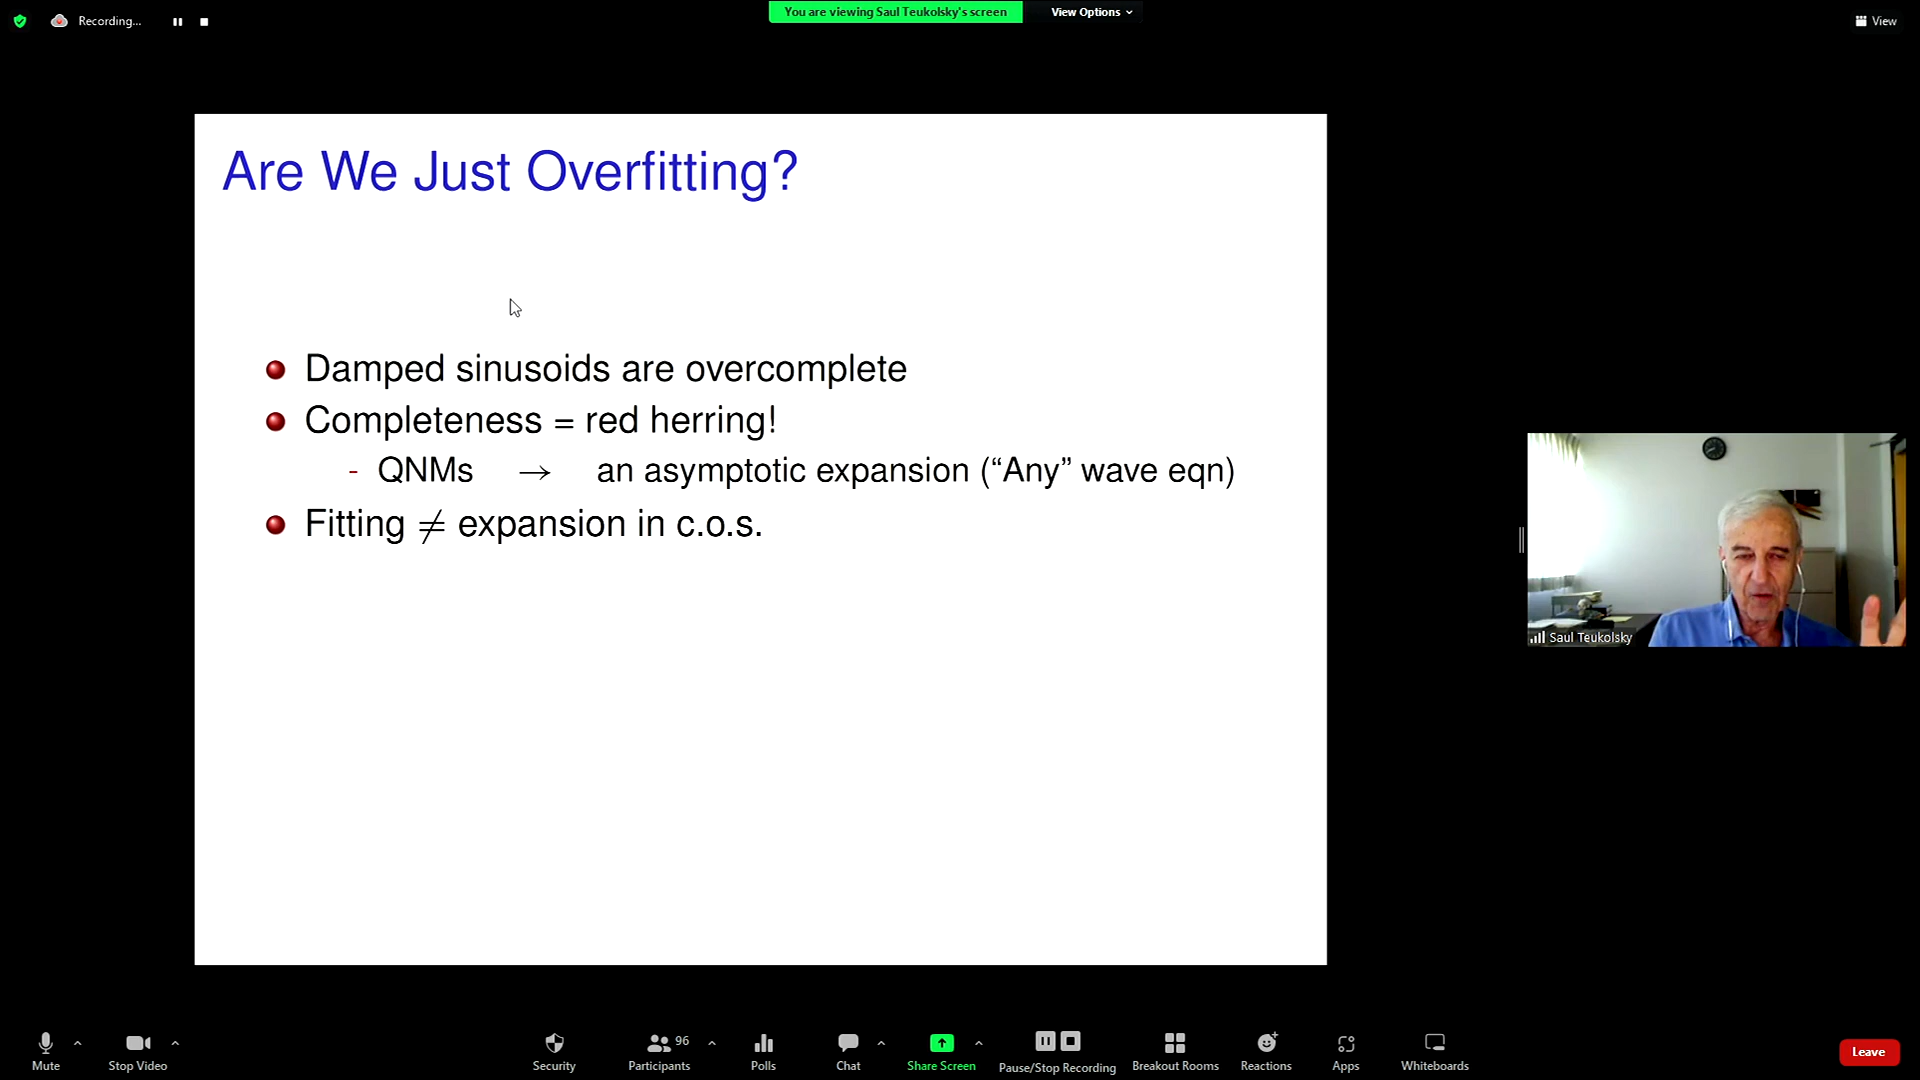 Recording...
You are viewing Saul Teukolsky's screen
View Options
View
Are We Just Overfitting?
Damped sinusoids are overcomplete
Completeness = red herring!
- QNMs → an asymptotic expansion (“Any” wave eqn)
Fitting ≠ expansion in c.o.s.
Saul Teukolsky
Mute
Stop Video
Security
Participants 96
Polls
Chat
Share Screen
Pause/Stop Recording
Breakout Rooms
Reactions
Apps
Whiteboards
Leave